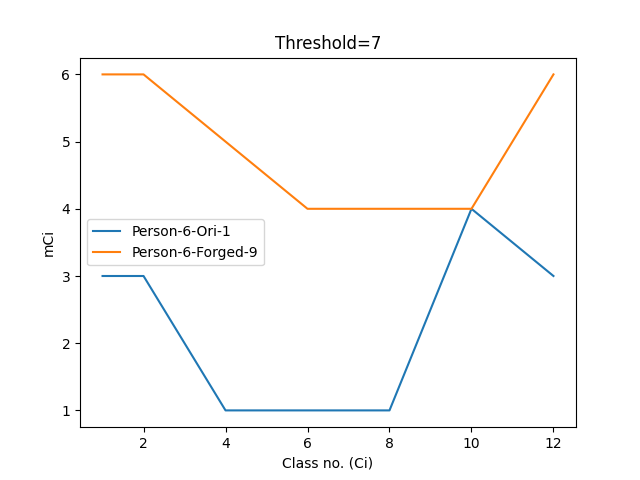 Threshold=7
6
5
4
3
2
1
mCi
Person-6-Ori-1
Person-6-Forged-9
2 4 6 8 10 12
Class no. (Ci)